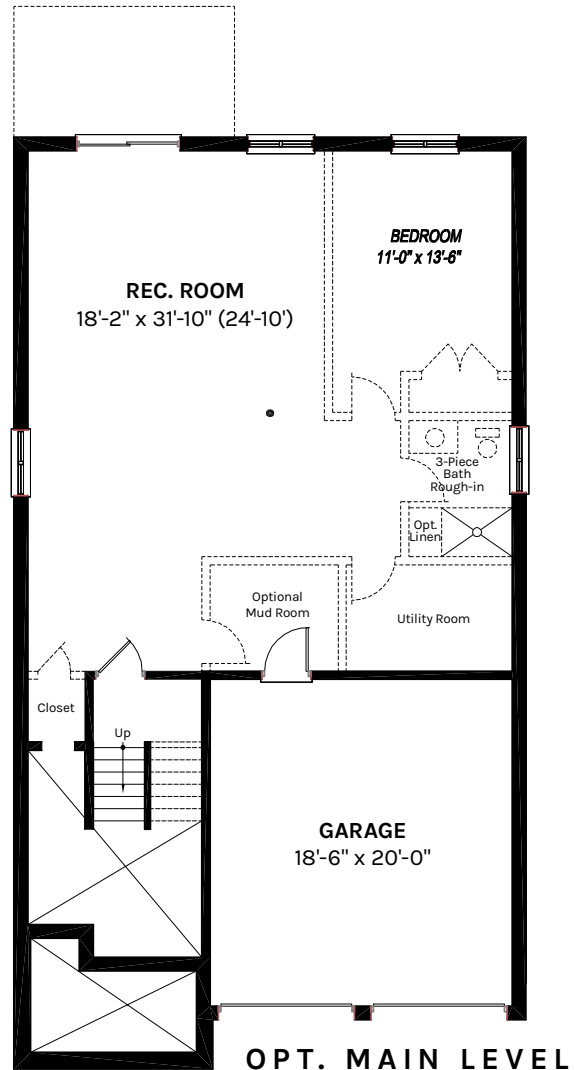 BEDROOM
11'-0" x 13'-6"
REC. ROOM
18'-2" x 31'-10" (24'-10')
3-Piece
Bath
Rough-in
Opt.
Linen
Optional
Mud Room
Utility Room
Closet
Up
GARAGE
18'-6" x 20'-0"
OPT. MAIN LEVEL